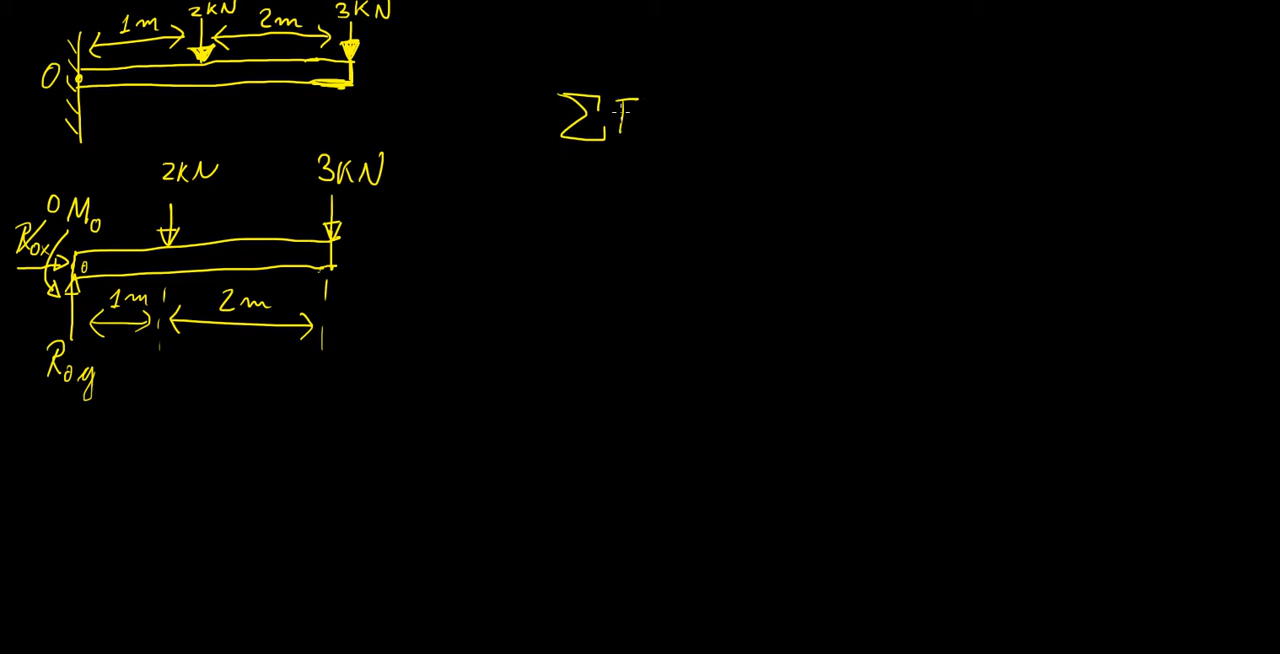 2KN 3KN
1m 2m
O
ΣF
2KN 3KN
O M₀
R₀ₓ
O
1m 2m
R₀y